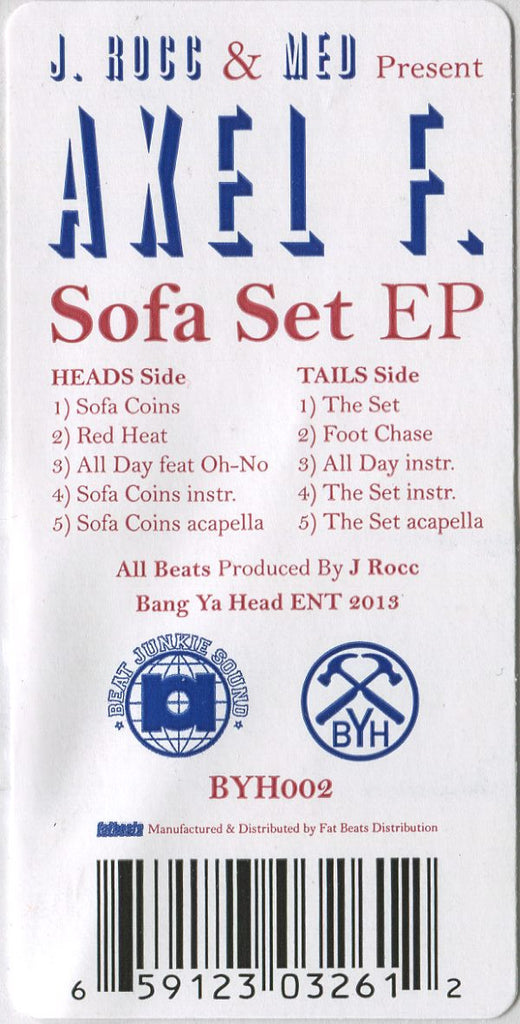 J. ROCC & MED Present
AXEL F.
Sofa Set EP
HEADS Side
1) Sofa Coins
2) Red Heat
3) All Day feat Oh-No
4) Sofa Coins instr.
5) Sofa Coins acapella
TAILS Side
1) The Set
2) Foot Chase
3) All Day instr.
4) The Set instr.
5) The Set acapella
All Beats Produced By J Rocc
Bang Ya Head ENT 2013
BEAT JUNKIE SOUND
BYH
BYH002
fatbeats Manufactured & Distributed by Fat Beats Distribution
6 59123 03261 2